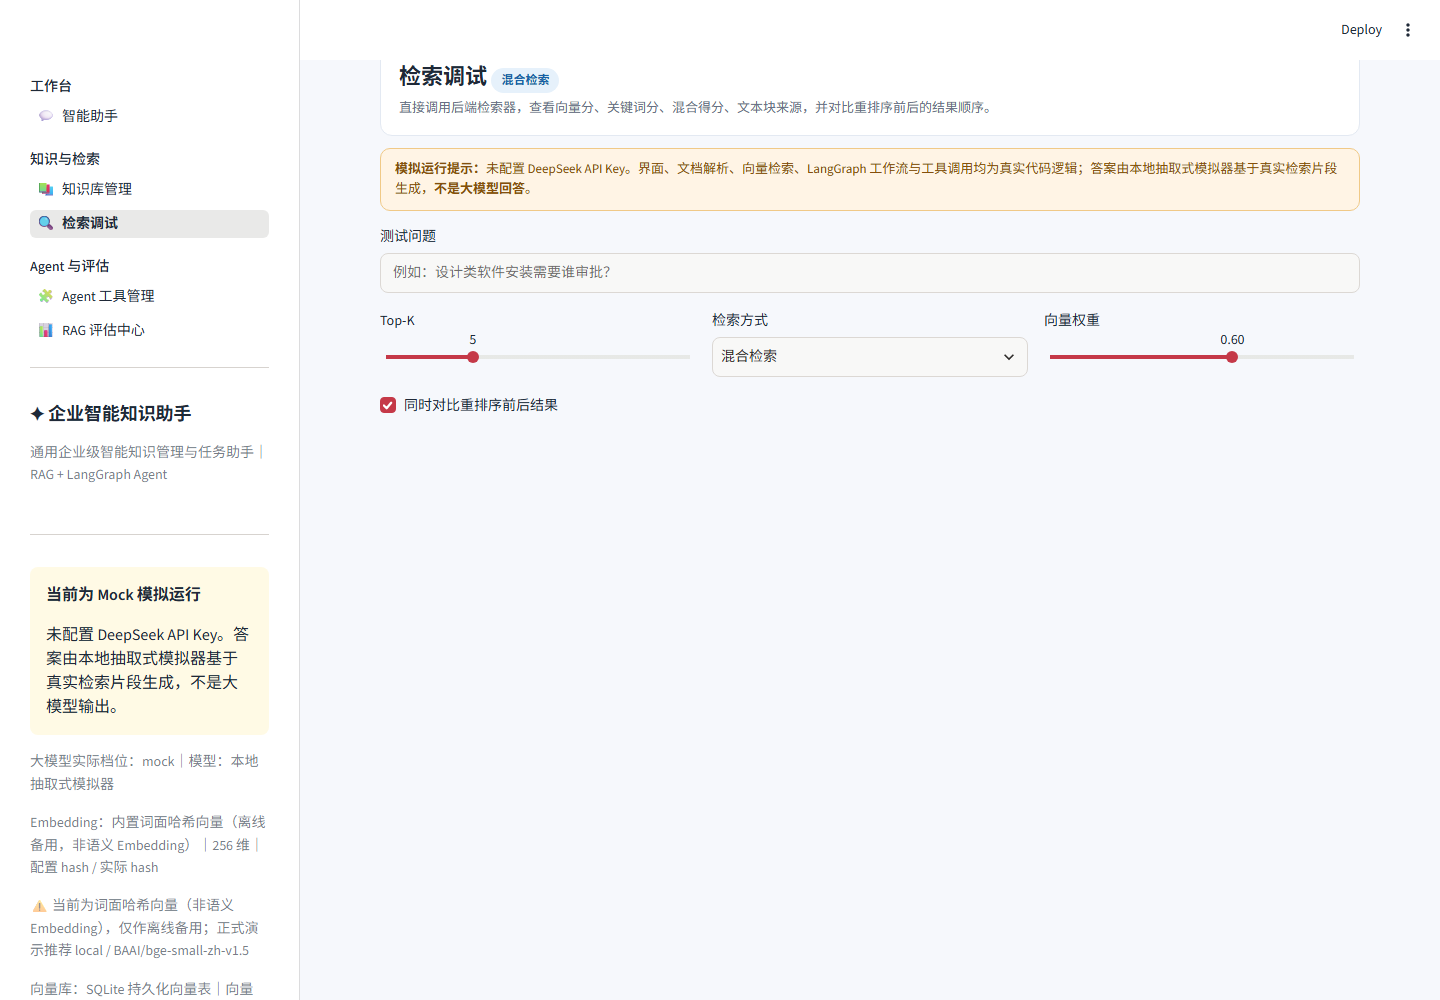 Deploy
工作台
智能助手
知识与检索
知识库管理
检索调试
Agent 与评估
Agent 工具管理
RAG 评估中心
✦ 企业智能知识助手
通用企业级智能知识管理与任务助手｜
RAG + LangGraph Agent
当前为 Mock 模拟运行
未配置 DeepSeek API Key。答
案由本地抽取式模拟器基于
真实检索片段生成，不是大
模型输出。
大模型实际档位：mock｜模型：本地
抽取式模拟器
Embedding：内置词面哈希向量（离线
备用，非语义 Embedding）｜256 维｜
配置 hash / 实际 hash
⚠️ 当前为词面哈希向量（非语义
Embedding），仅作离线备用；正式演
示推荐 local / BAAI/bge-small-zh-v1.5
向量库：SQLite 持久化向量表｜向量
检索调试 混合检索
直接调用后端检索器，查看向量分、关键词分、混合得分、文本块来源，并对比重排序前后的结果顺序。
模拟运行提示：未配置 DeepSeek API Key。界面、文档解析、向量检索、LangGraph 工作流与工具调用均为真实代码逻辑；答案由本地抽取式模拟器基于真实检索片段
生成，不是大模型回答。
测试问题
例如：设计类软件安装需要谁审批？
Top-K
5
检索方式
混合检索
向量权重
0.60
同时对比重排序前后结果